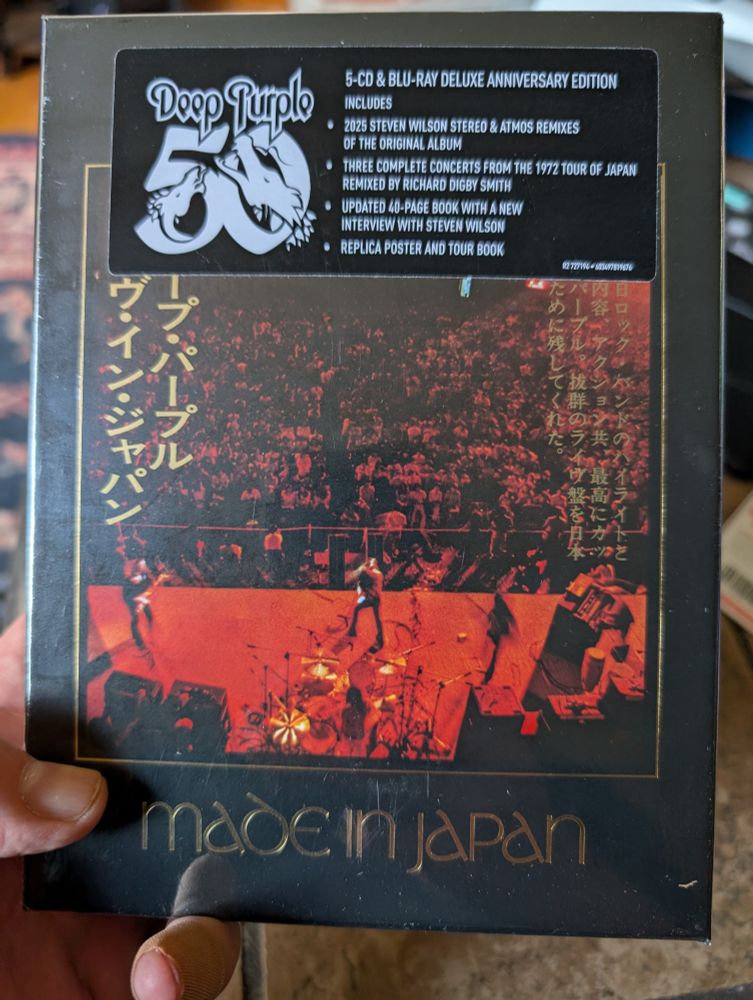 Deep Purple
50
5-CD & BLU-RAY DELUXE ANNIVERSARY EDITION
INCLUDES
• 2025 STEVEN WILSON STEREO & ATMOS REMIXES
OF THE ORIGINAL ALBUM
• THREE COMPLETE CONCERTS FROM THE 1972 TOUR OF JAPAN
REMIXED BY RICHARD DIGBY SMITH
• UPDATED 40-PAGE BOOK WITH A NEW
INTERVIEW WITH STEVEN WILSON
• REPLICA POSTER AND TOUR BOOK
R2 727194 • 603497819676
日ロック・バンドのハイライトと
内容、アクション共、最高にカッ
パープル。抜群のライヴ盤を日本
ために残してくれた。
ープ・パープル
ヴ・イン・ジャパン
MADE IN JAPAN